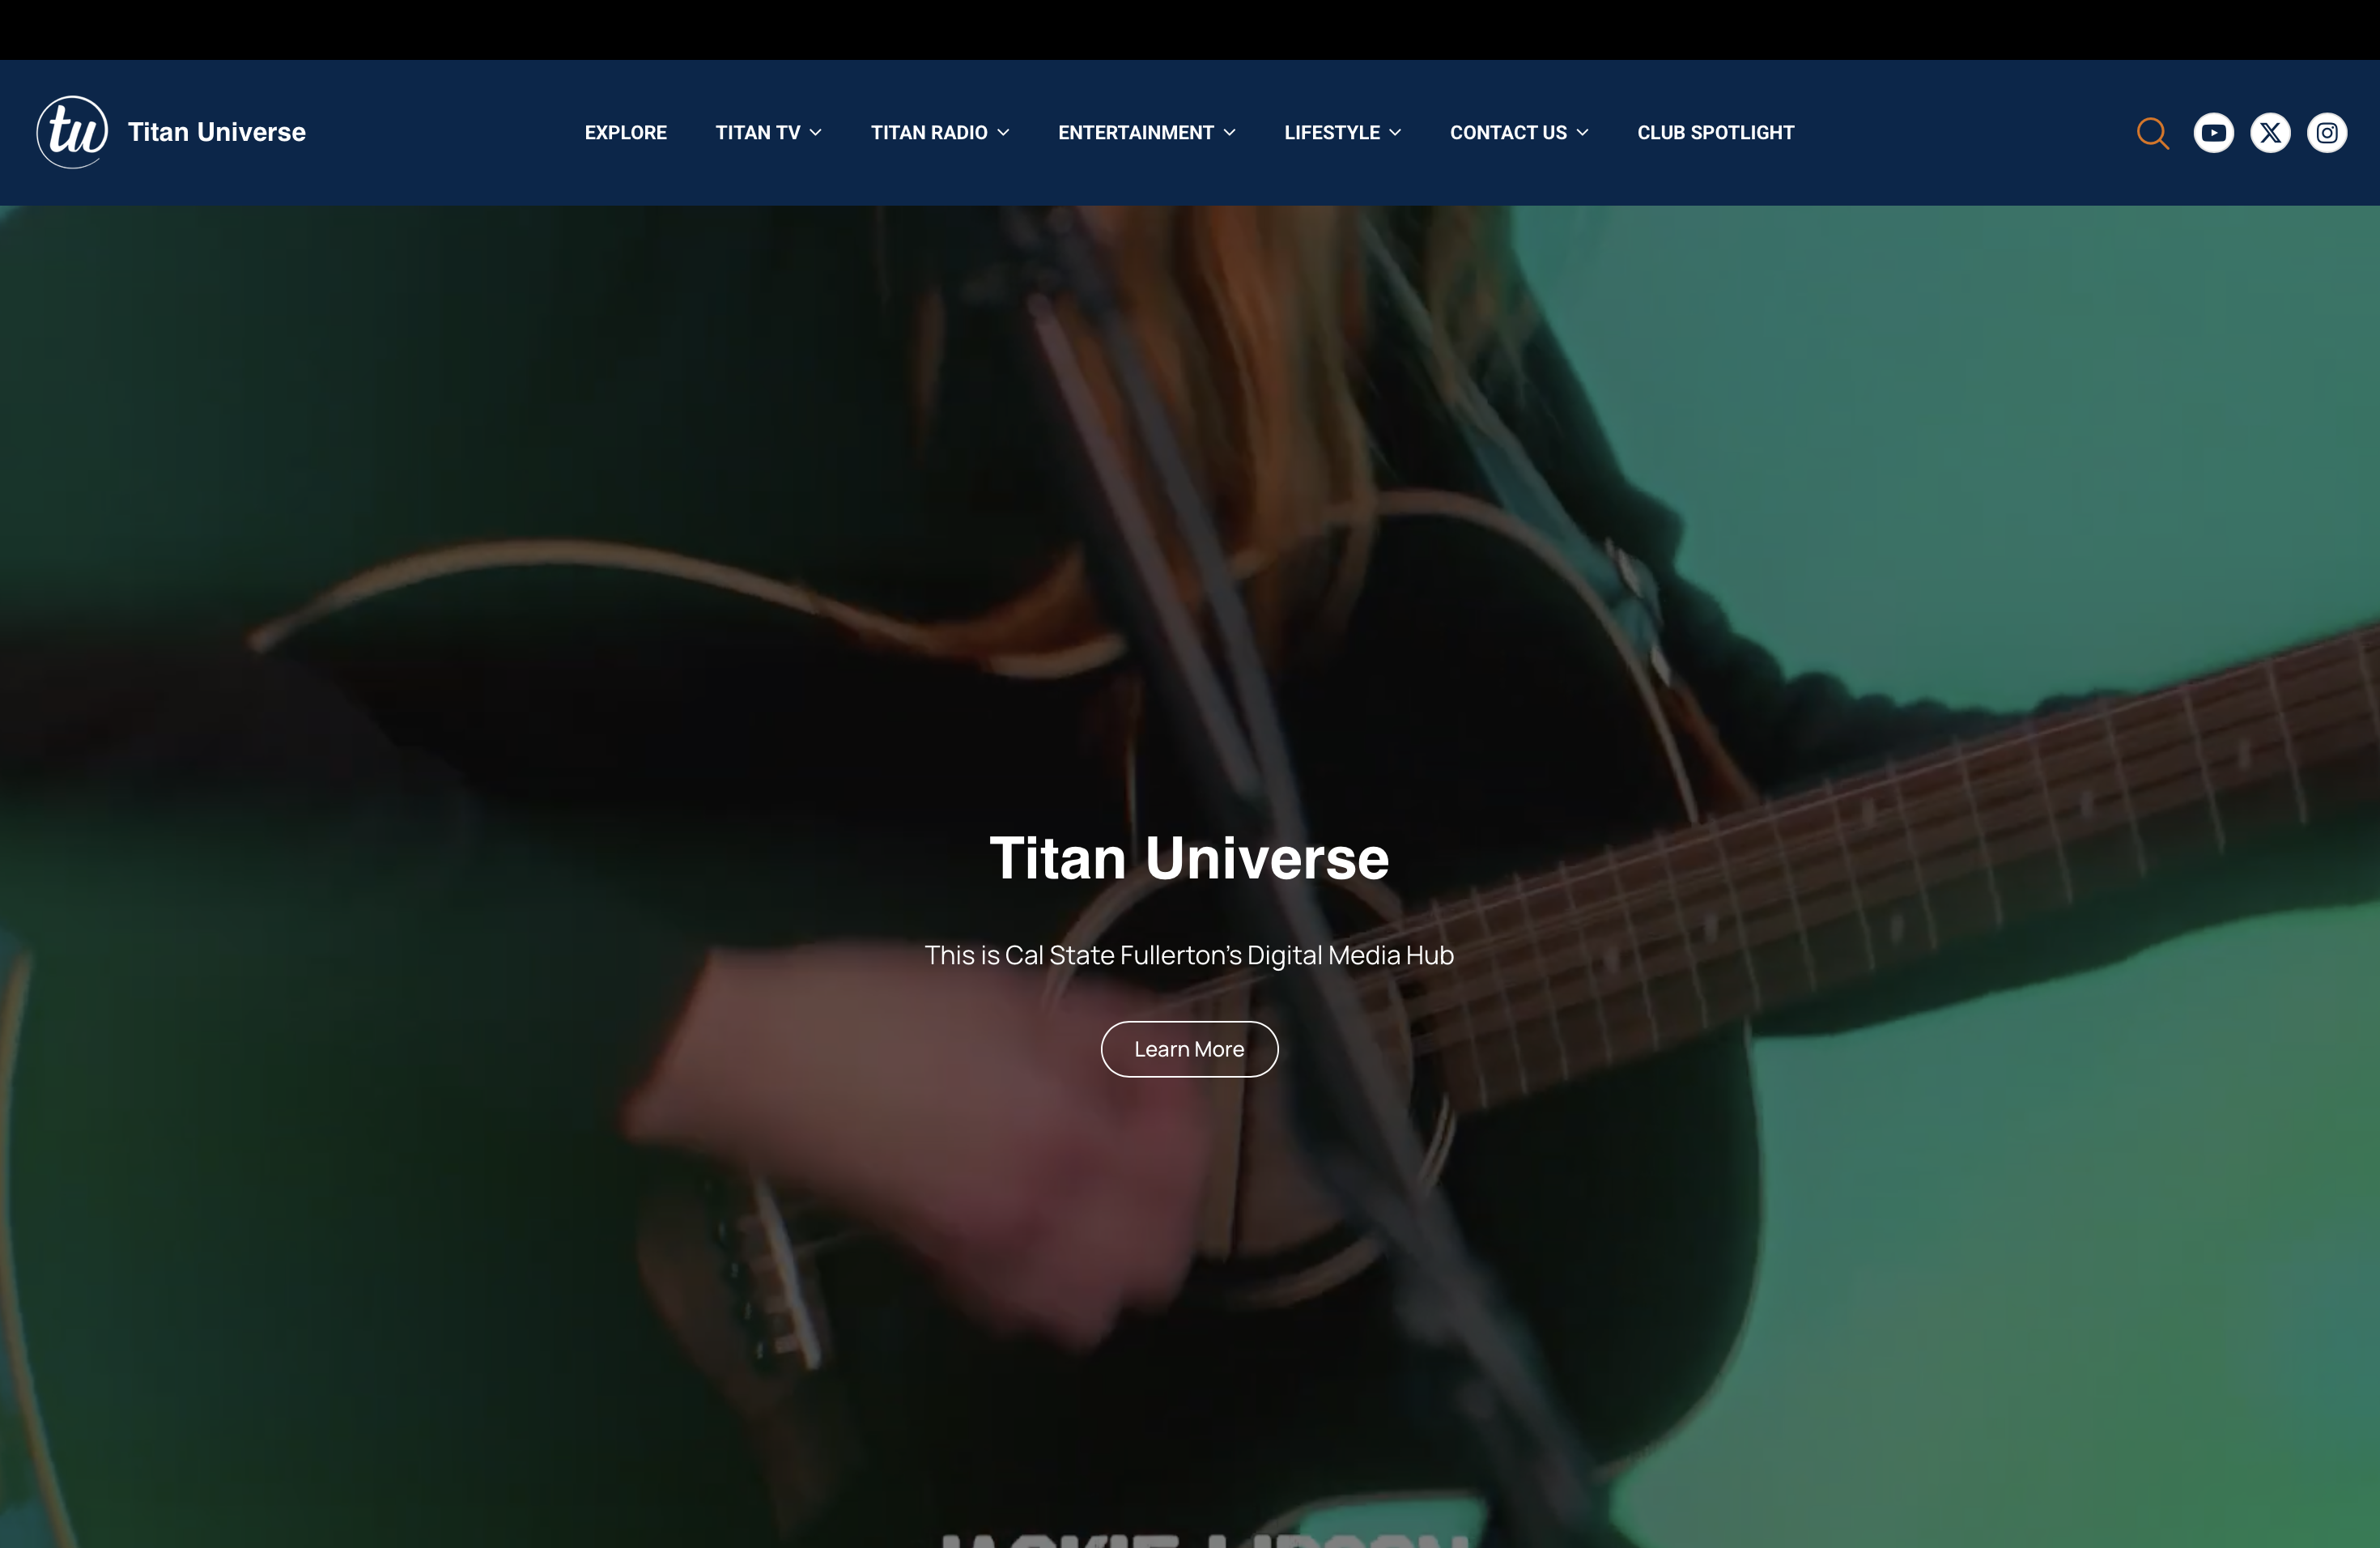 tu Titan Universe
EXPLORE TITAN TV TITAN RADIO ENTERTAINMENT LIFESTYLE CONTACT US CLUB SPOTLIGHT
Titan Universe
This is Cal State Fullerton's Digital Media Hub
Learn More